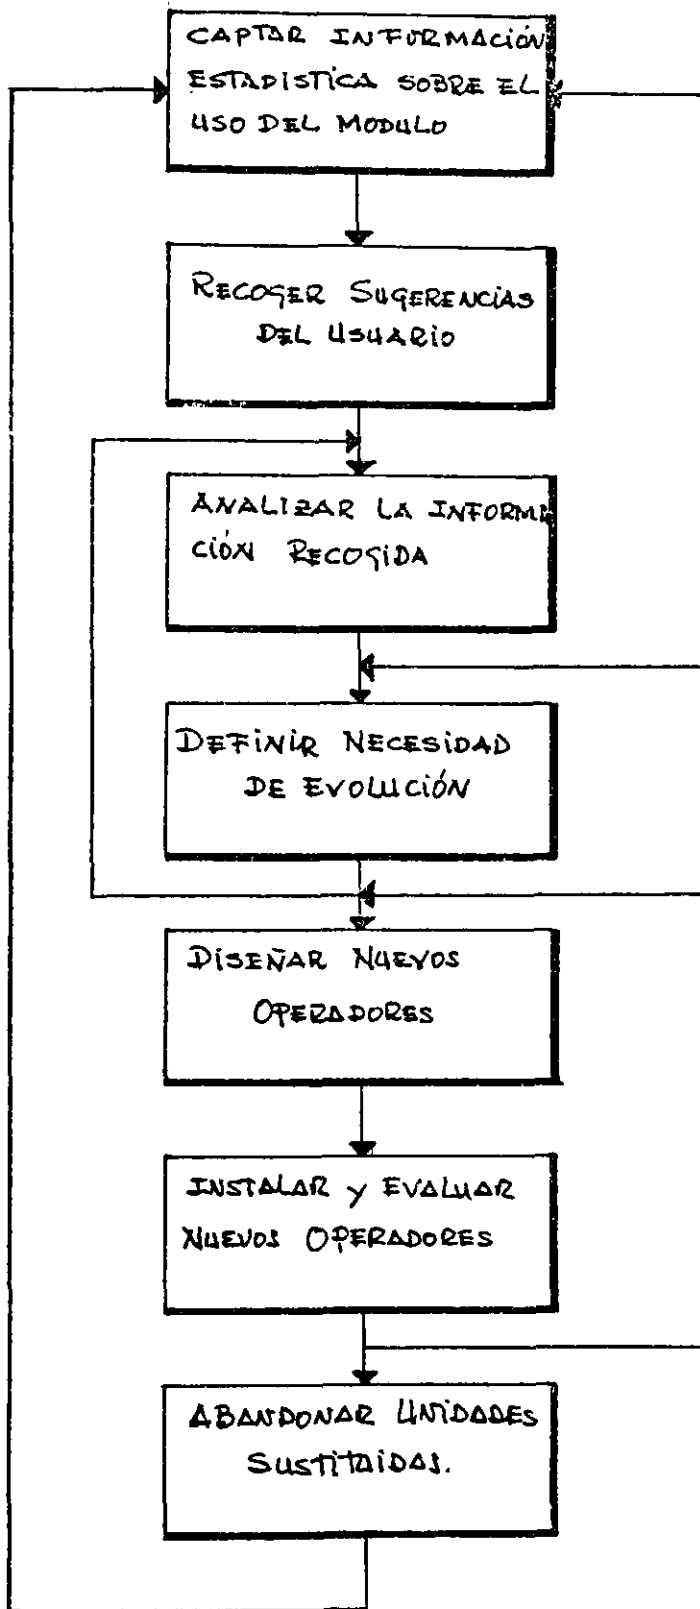 CAPTAR INFORMACIÓN
ESTADISTICA SOBRE EL
USO DEL MODULO
RECOGER SUGERENCIAS
DEL USUARIO
ANALIZAR LA INFORMA
CIÓN RECOGIDA
DEFINIR NECESIDAD
DE EVOLUCIÓN
DISEÑAR NUEVOS
OPERADORES
INSTALAR Y EVALUAR
NUEVOS OPERADORES
ABANDONAR UNIDADES
SUSTITUIDAS.